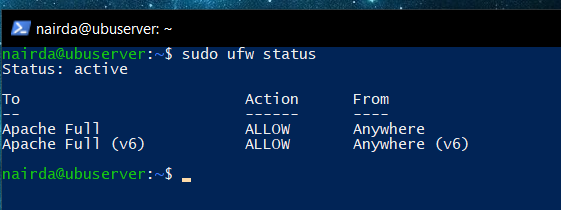 nairda@ubuserver: ~
nairda@ubuserver:~$ sudo ufw status
Status: active
To                         Action      From
--                         ------      ----
Apache Full                ALLOW       Anywhere
Apache Full (v6)           ALLOW       Anywhere (v6)
nairda@ubuserver:~$